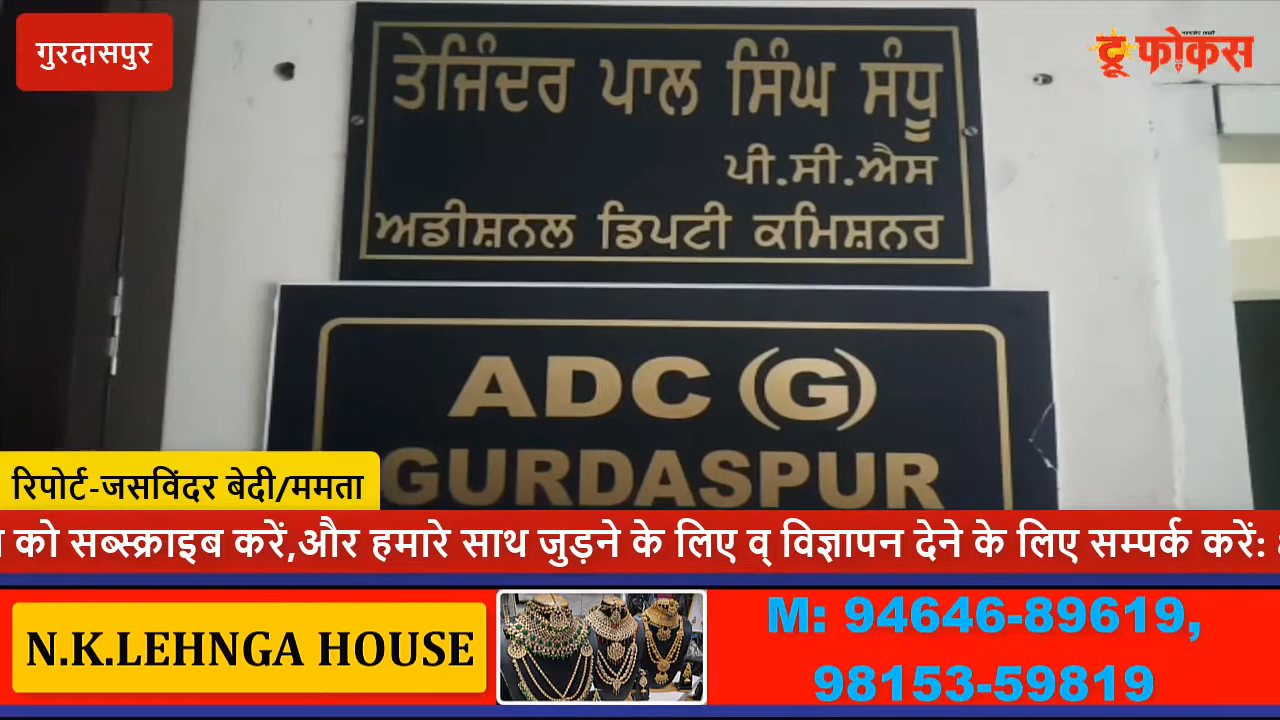 गुरदासपुर
ट्रू फोकस
ਤੇਜਿੰਦਰ ਪਾਲ ਸਿੰਘ ਸੰਧੂ
ਪੀ.ਸੀ.ਐਸ
ਅਡੀਸ਼ਨਲ ਡਿਪਟੀ ਕਮਿਸ਼ਨਰ
ADC (G)
GURDASPUR
रिपोर्ट-जसविंदर बेदी/ममता
को सब्स्क्राइब करें,और हमारे साथ जुड़ने के लिए व् विज्ञापन देने के लिए सम्पर्क करें:
N.K.LEHNGA HOUSE
M: 94646-89619,
98153-59819